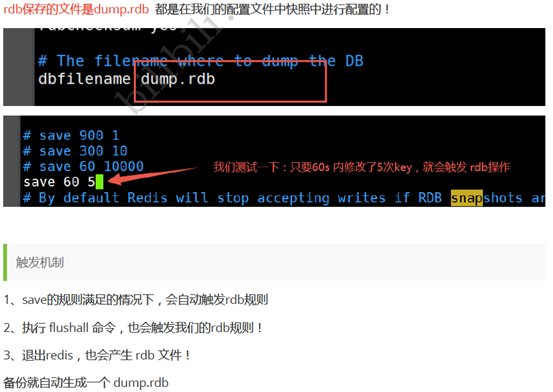 rdb保存的文件是dump.rdb 都是在我们的配置文件中快照中进行配置的！
# The filename where to dump the DB
dbfilename dump.rdb
bilibili
# save 900 1
# save 300 10
# save 60 10000
我们测试一下：只要60s 内修改了5次key，就会触发 rdb操作
save 60 5
# By default Redis will stop accepting writes if RDB snapshots ar
触发机制
1、save的规则满足的情况下，会自动触发rdb规则
2、执行 flushall 命令，也会触发我们的rdb规则！
3、退出redis，也会产生 rdb 文件！
备份就自动生成一个 dump.rdb